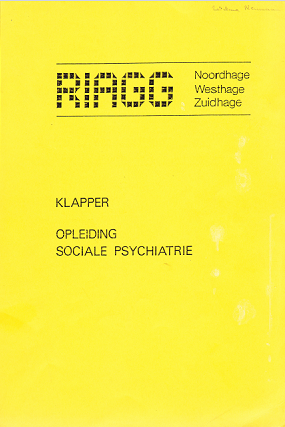 RIAGG
Noordhage
Westhage
Zuidhage
KLAPPER
OPLEIDING
SOCIALE PSYCHIATRIE